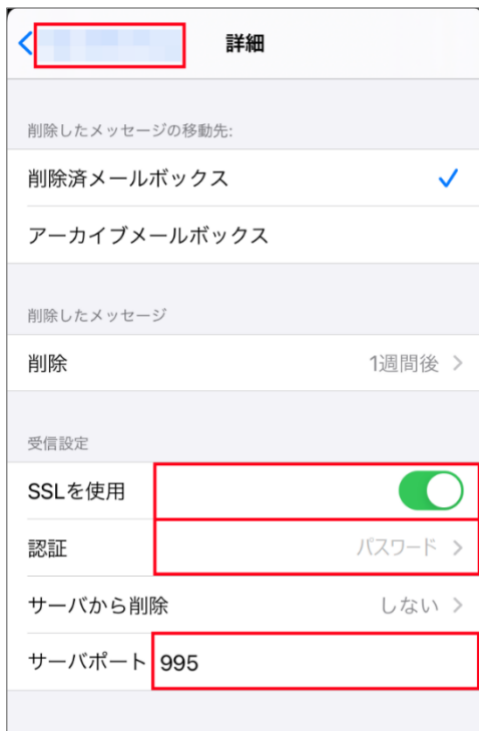 詳細
削除したメッセージの移動先:
削除済メールボックス
アーカイブメールボックス
削除したメッセージ
削除 1週間後
受信設定
SSLを使用
認証 パスワード
サーバから削除 しない
サーバポート 995